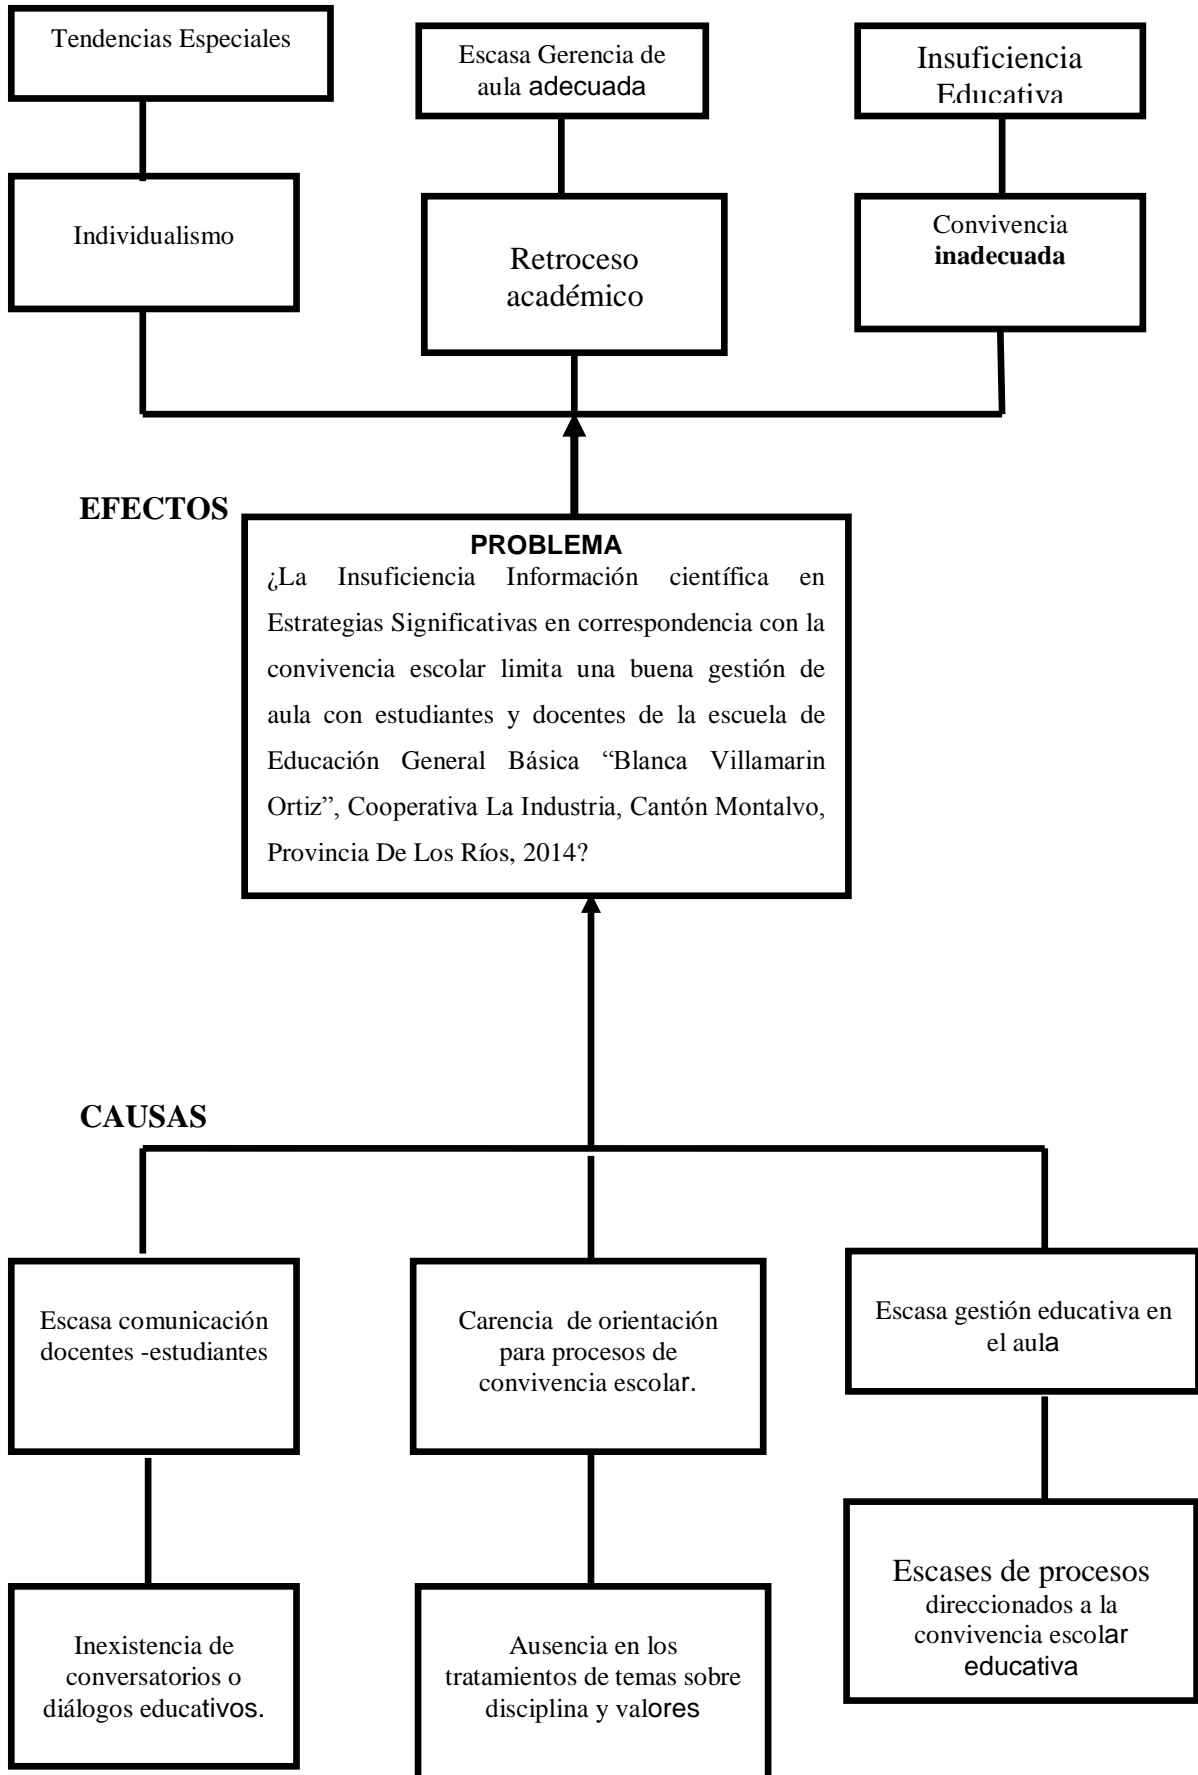 Tendencias Especiales
Escasa Gerencia de
aula adecuada
Insuficiencia
Educativa
Individualismo
Retroceso
académico
Convivencia
inadecuada
EFECTOS
PROBLEMA
¿La Insuficiencia Información científica en
Estrategias Significativas en correspondencia con la
convivencia escolar limita una buena gestión de
aula con estudiantes y docentes de la escuela de
Educación General Básica “Blanca Villamarin
Ortiz”, Cooperativa La Industria, Cantón Montalvo,
Provincia De Los Ríos, 2014?
CAUSAS
Escasa comunicación
docentes -estudiantes
Carencia de orientación
para procesos de
convivencia escolar.
Escasa gestión educativa en
el aula
Inexistencia de
conversatorios o
diálogos educativos.
Ausencia en los
tratamientos de temas sobre
disciplina y valores
Escases de procesos
direccionados a la
convivencia escolar
educativa